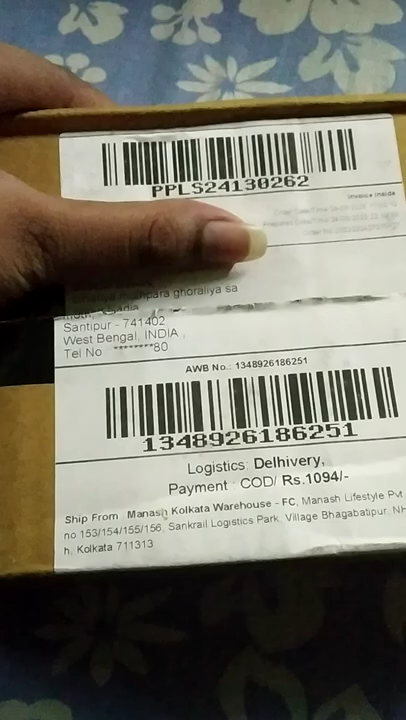 PPLS24130262
Invoice Inside
ghoraliya sa
Santipur - 741402
West Bengal, INDIA ,
Tel No ********80
AWB No.: 1348926186251
1348926186251
Logistics: Delhivery,
Payment : COD/ Rs.1094/-
Ship From Manash Kolkata Warehouse - FC, Manash Lifestyle Pvt
no 153/154/155/156, Sankrail Logistics Park, Village Bhagabatipur, NH
h, Kolkata 711313